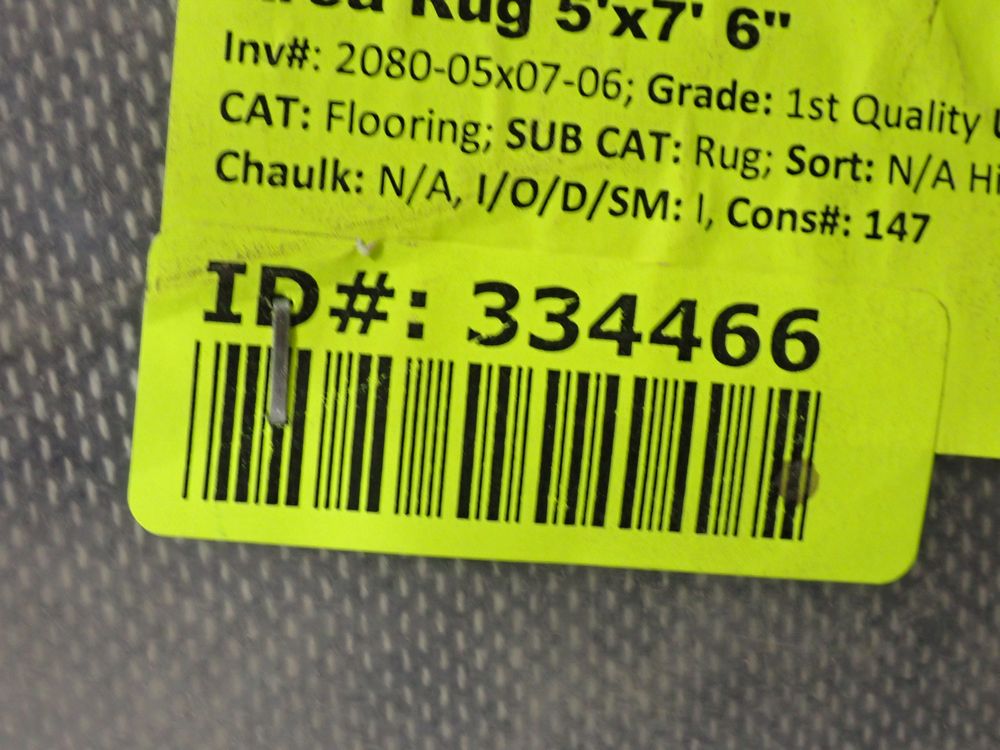 Rug 5'x7' 6"
Inv#: 2080-05x07-06; Grade: 1st Quality
CAT: Flooring; SUB CAT: Rug; Sort: N/A
Chaulk: N/A, I/O/D/SM: I, Cons#: 147
ID#: 334466